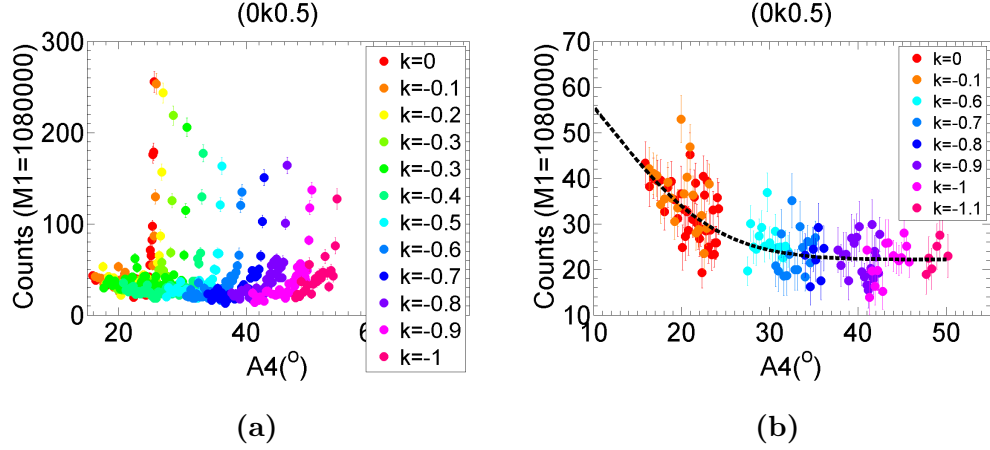 (0k0.5)
Counts (M1=1080000)
300
200
100
0
20
40
6
A4(°)
k=0
k=-0.1
k=-0.2
k=-0.3
k=-0.3
k=-0.4
k=-0.5
k=-0.6
k=-0.7
k=-0.8
k=-0.9
k=-1
(a)
(0k0.5)
Counts (M1=1080000)
70
60
50
40
30
20
10
10
20
30
40
50
A4(°)
k=0
k=-0.1
k=-0.6
k=-0.7
k=-0.8
k=-0.9
k=-1
k=-1.1
(b)